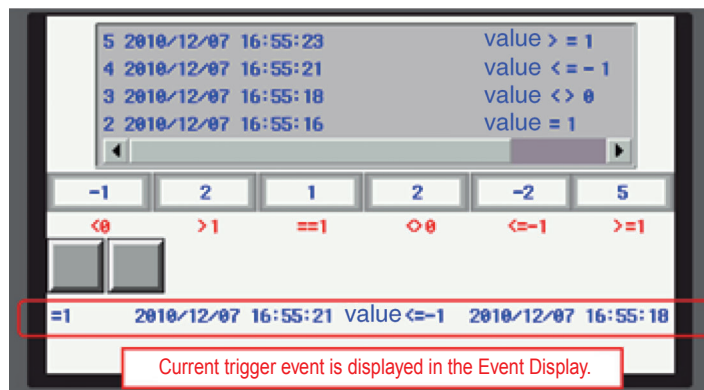 5 2010/12/07 16:55:23 value > = 1
4 2010/12/07 16:55:21 value < = - 1
3 2010/12/07 16:55:18 value <> 0
2 2010/12/07 16:55:16 value = 1
-1 2 1 2 -2 5
<0 >1 ==1 <>0 <=-1 >=1
=1 2010/12/07 16:55:21 value <=-1 2010/12/07 16:55:18
Current trigger event is displayed in the Event Display.